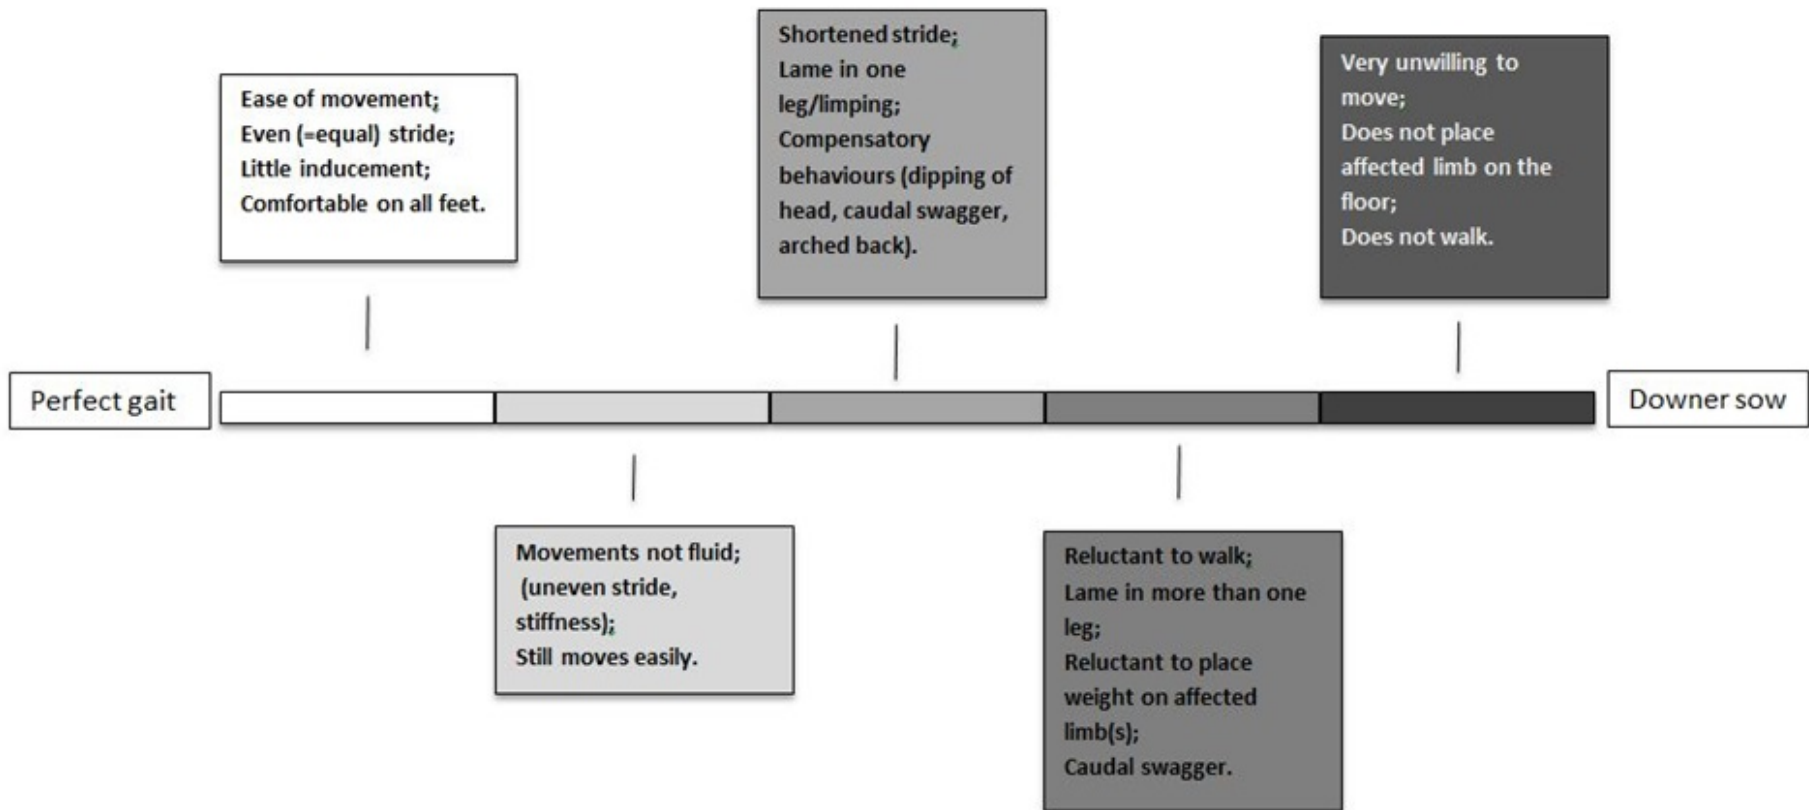 Perfect gait
Ease of movement;
Even (=equal) stride;
Little inducement;
Comfortable on all feet.
Movements not fluid;
(uneven stride,
stiffness);
Still moves easily.
Shortened stride;
Lame in one
leg/limping;
Compensatory
behaviours (dipping of
head, caudal swagger,
arched back).
Reluctant to walk;
Lame in more than one
leg;
Reluctant to place
weight on affected
limb(s);
Caudal swagger.
Very unwilling to
move;
Does not place
affected limb on the
floor;
Does not walk.
Downer sow